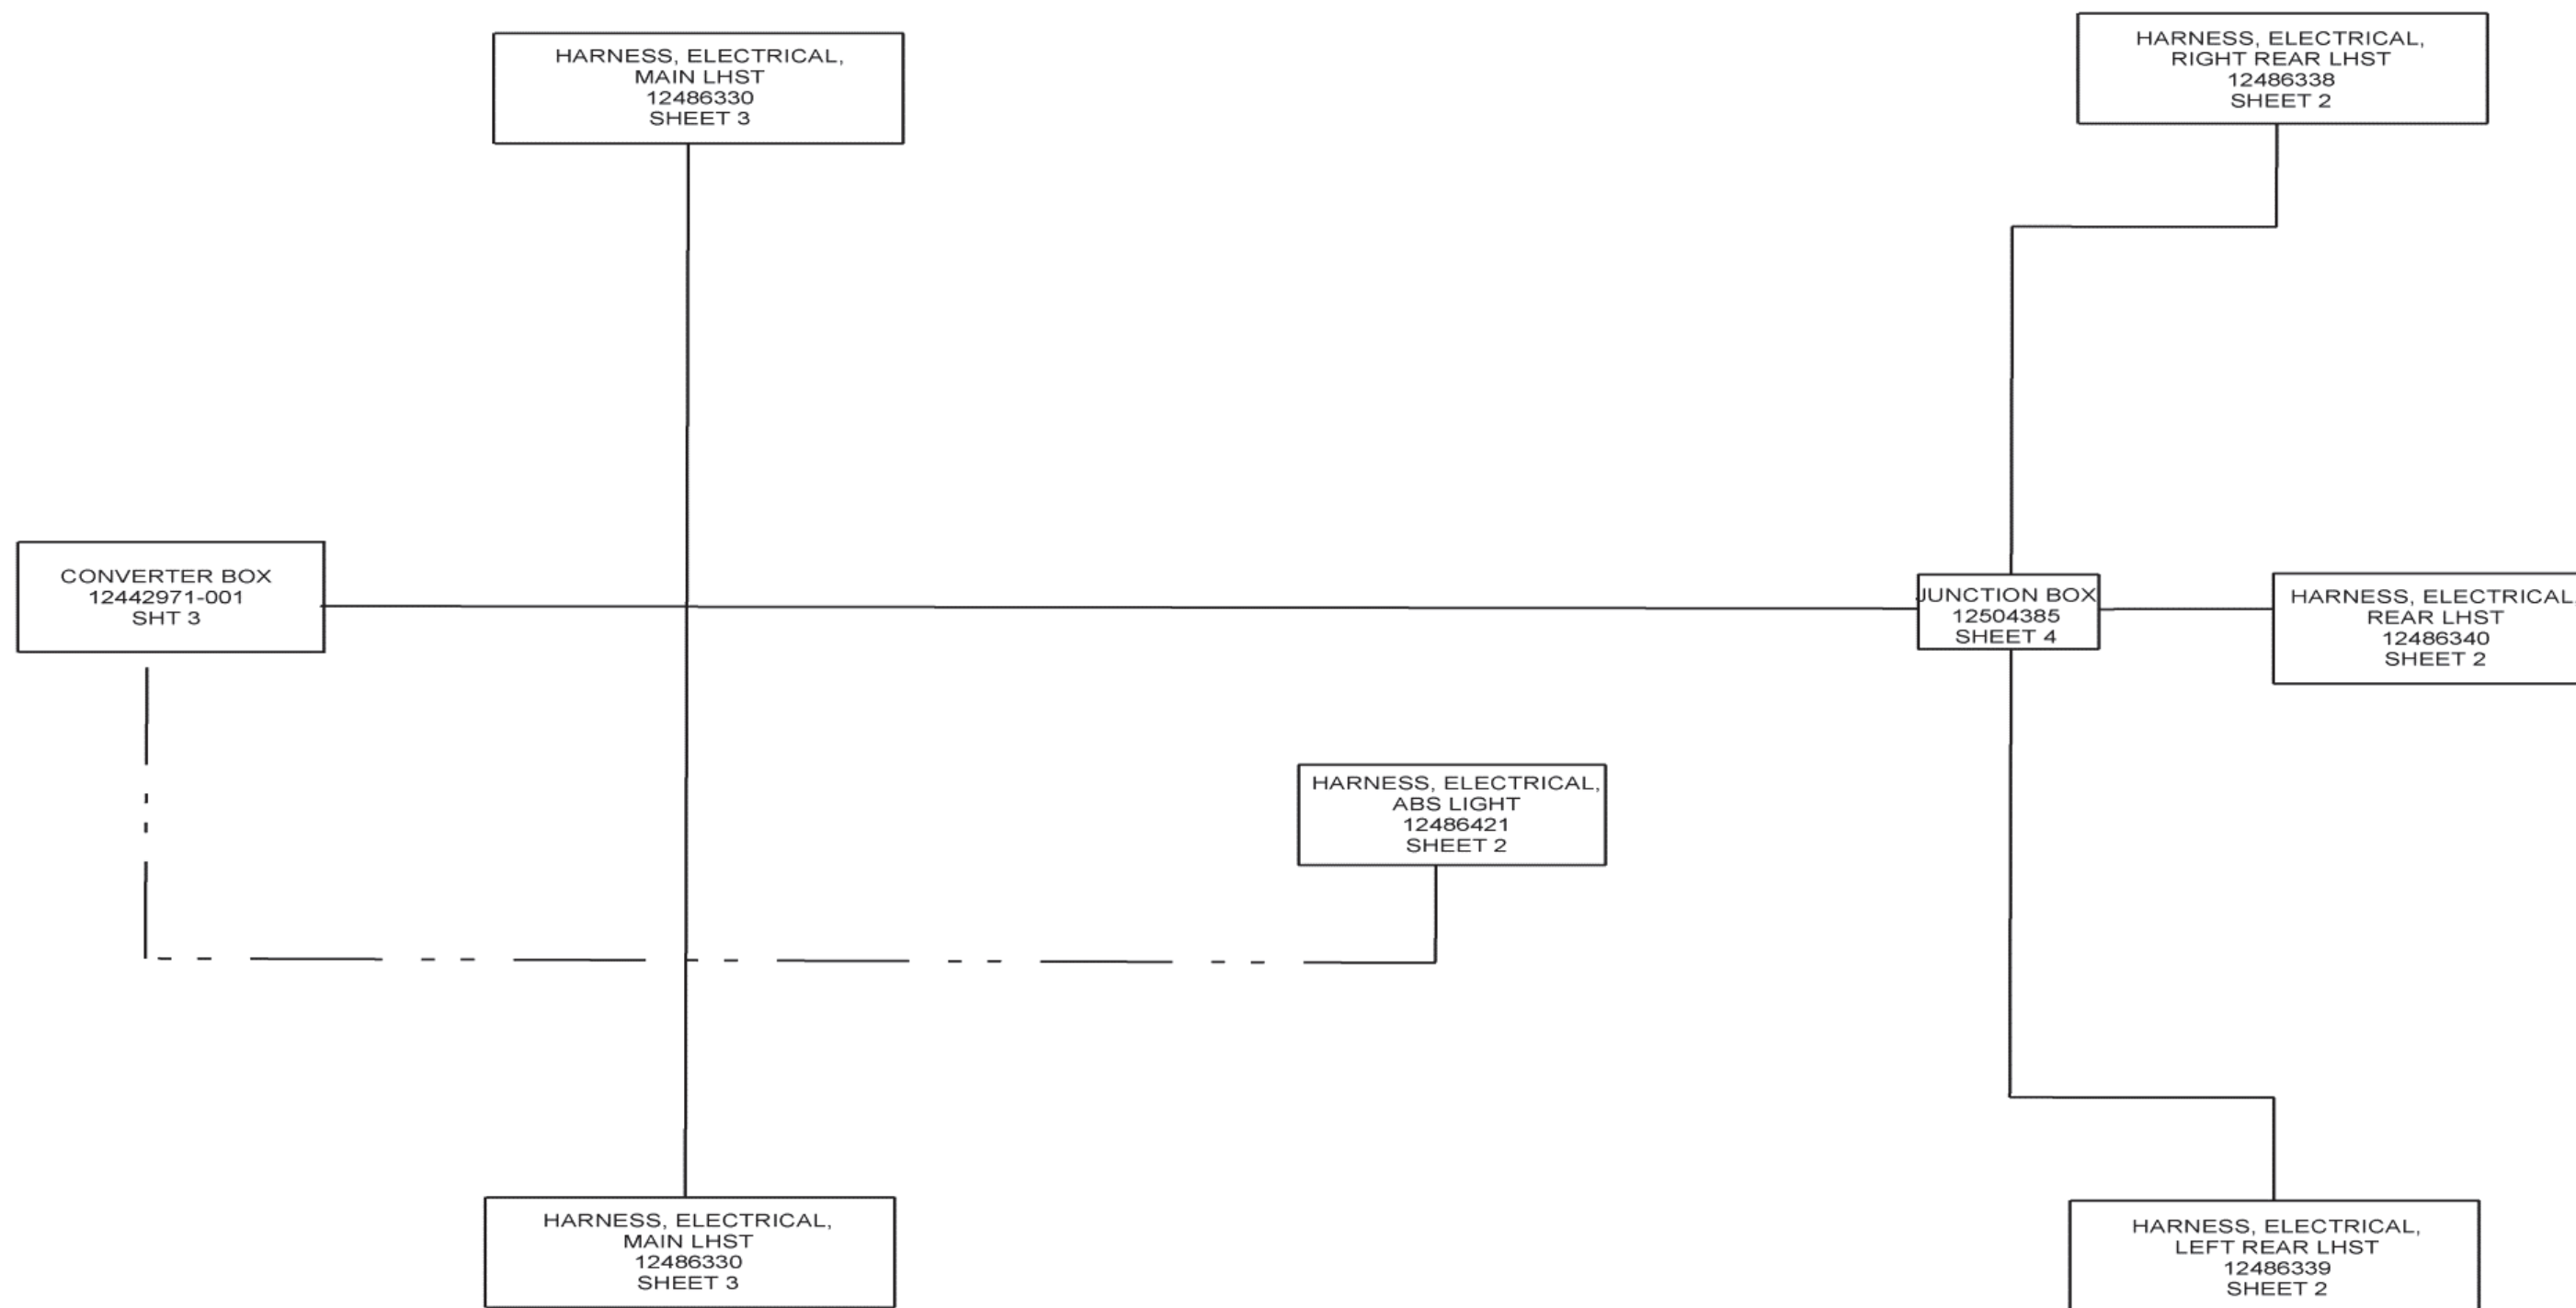 HARNESS, ELECTRICAL,
MAIN LHST
12486330
SHEET 3
HARNESS, ELECTRICAL,
RIGHT REAR LHST
12486338
SHEET 2
CONVERTER BOX
12442971-001
SHT 3
JUNCTION BOX
12504385
SHEET 4
HARNESS, ELECTRICAL,
REAR LHST
12486340
SHEET 2
HARNESS, ELECTRICAL,
ABS LIGHT
12486421
SHEET 2
HARNESS, ELECTRICAL,
MAIN LHST
12486330
SHEET 3
HARNESS, ELECTRICAL,
LEFT REAR LHST
12486339
SHEET 2